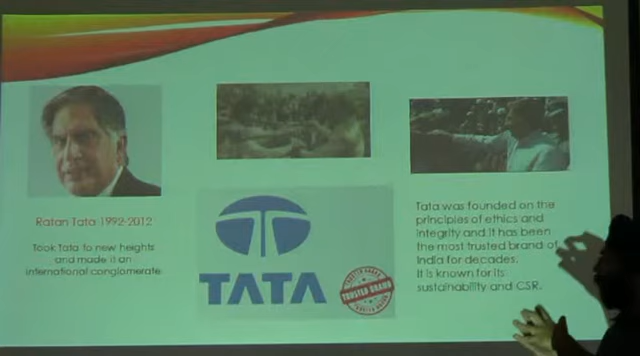 Ratan Tata 1992-2012
Took Tata to new heights
and made it an
international conglomerate
TATA
TRUSTED BRAND
Tata was founded on the
principles of ethics and
integrity and it has been
the most trusted brand of
India for decades.
It is known for its
sustainability and CSR.